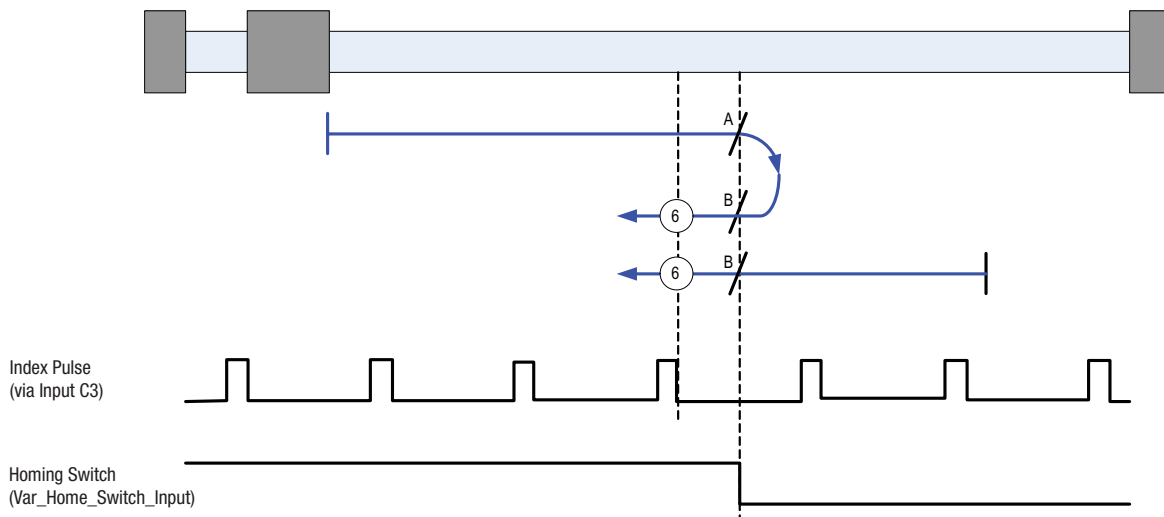 A
B
6
B
6
Index Pulse
(via Input C3)
Homing Switch
(Var_Home_Switch_Input)